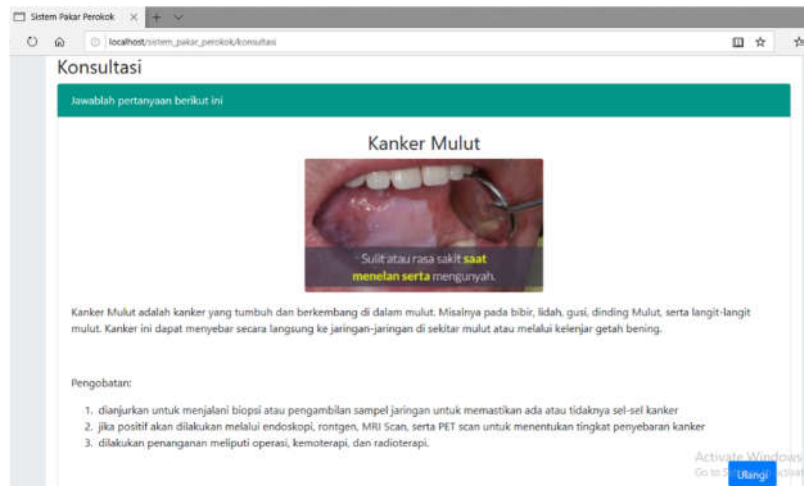 Sistem Pakar Perokok
localhost/sistem_pakar_perokok/konsultasi
Konsultasi
Jawablah pertanyaan berikut ini
Kanker Mulut
Sulit atau rasa sakit saat
menelan serta mengunyah.
Kanker Mulut adalah kanker yang tumbuh dan berkembang di dalam mulut. Misalnya pada bibir, lidah, gusi, dinding Mulut, serta langit-langit
mulut. Kanker ini dapat menyebar secara langsung ke jaringan-jaringan di sekitar mulut atau melalui kelenjar getah bening.
Pengobatan:
1. dianjurkan untuk menjalani biopsi atau pengambilan sampel jaringan untuk memastikan ada atau tidaknya sel-sel kanker
2. jika positif akan dilakukan melalui endoskopi, rontgen, MRI Scan, serta PET scan untuk menentukan tingkat penyebaran kanker
3. dilakukan penanganan meliputi operasi, kemoterapi, dan radioterapi.
Activate Windows
Go to
Ulangi